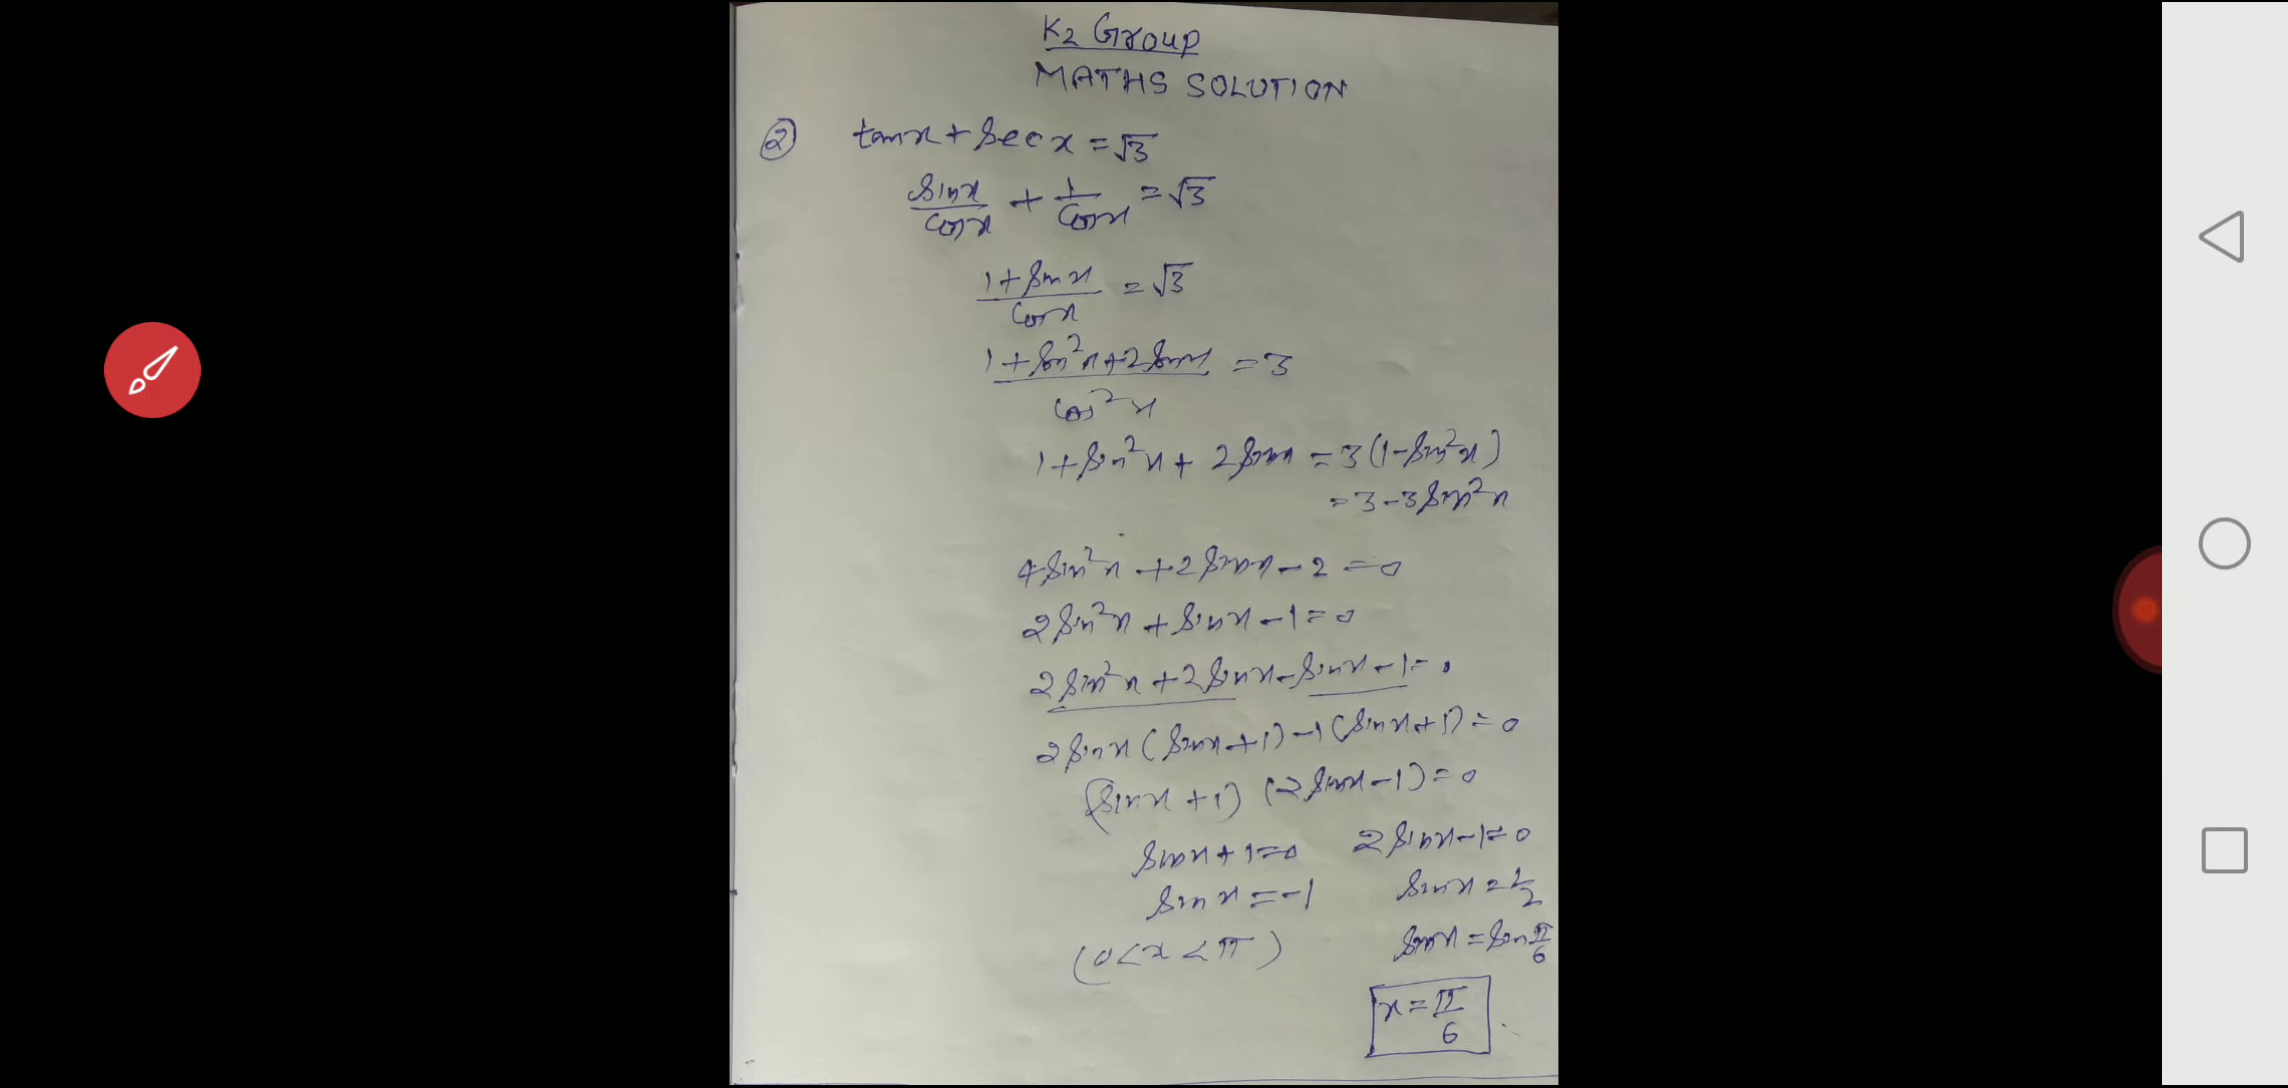 K2 Group
MATHS SOLUTION
② tanx + sec x = √3
sinx/cosx + 1/cosx = √3
1+sinx/cosx = √3
1+sin²x+2sinx/cos²x = 3
1+sin²x + 2sinx = 3(1-sin²x)
= 3-3sin²x
4sin²x + 2sinx - 2 = 0
2sin²x + sinx - 1 = 0
2sin²x + 2sinx - sinx - 1 = 0
2sinx (sinx+1) - 1(sinx+1) = 0
(sinx + 1) (2sinx - 1) = 0
sinx + 1 = 0 2sinx - 1 = 0
sin x = -1 sinx = 1/2
(0<x<π) sinx = sin π/6
x = π/6